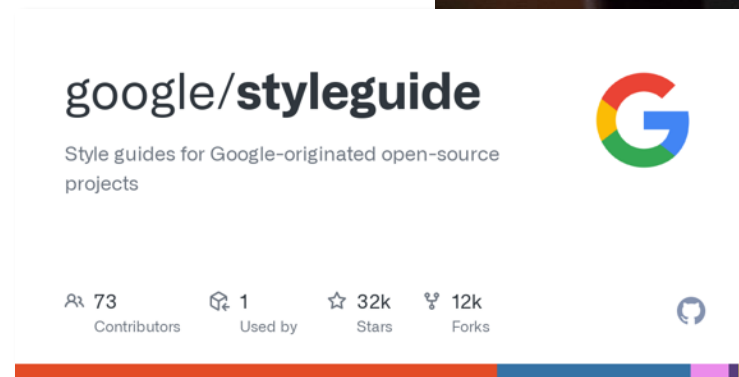 google/styleguide
Style guides for Google-originated open-source
projects
73 1 32k 12k
Contributors Used by Stars Forks